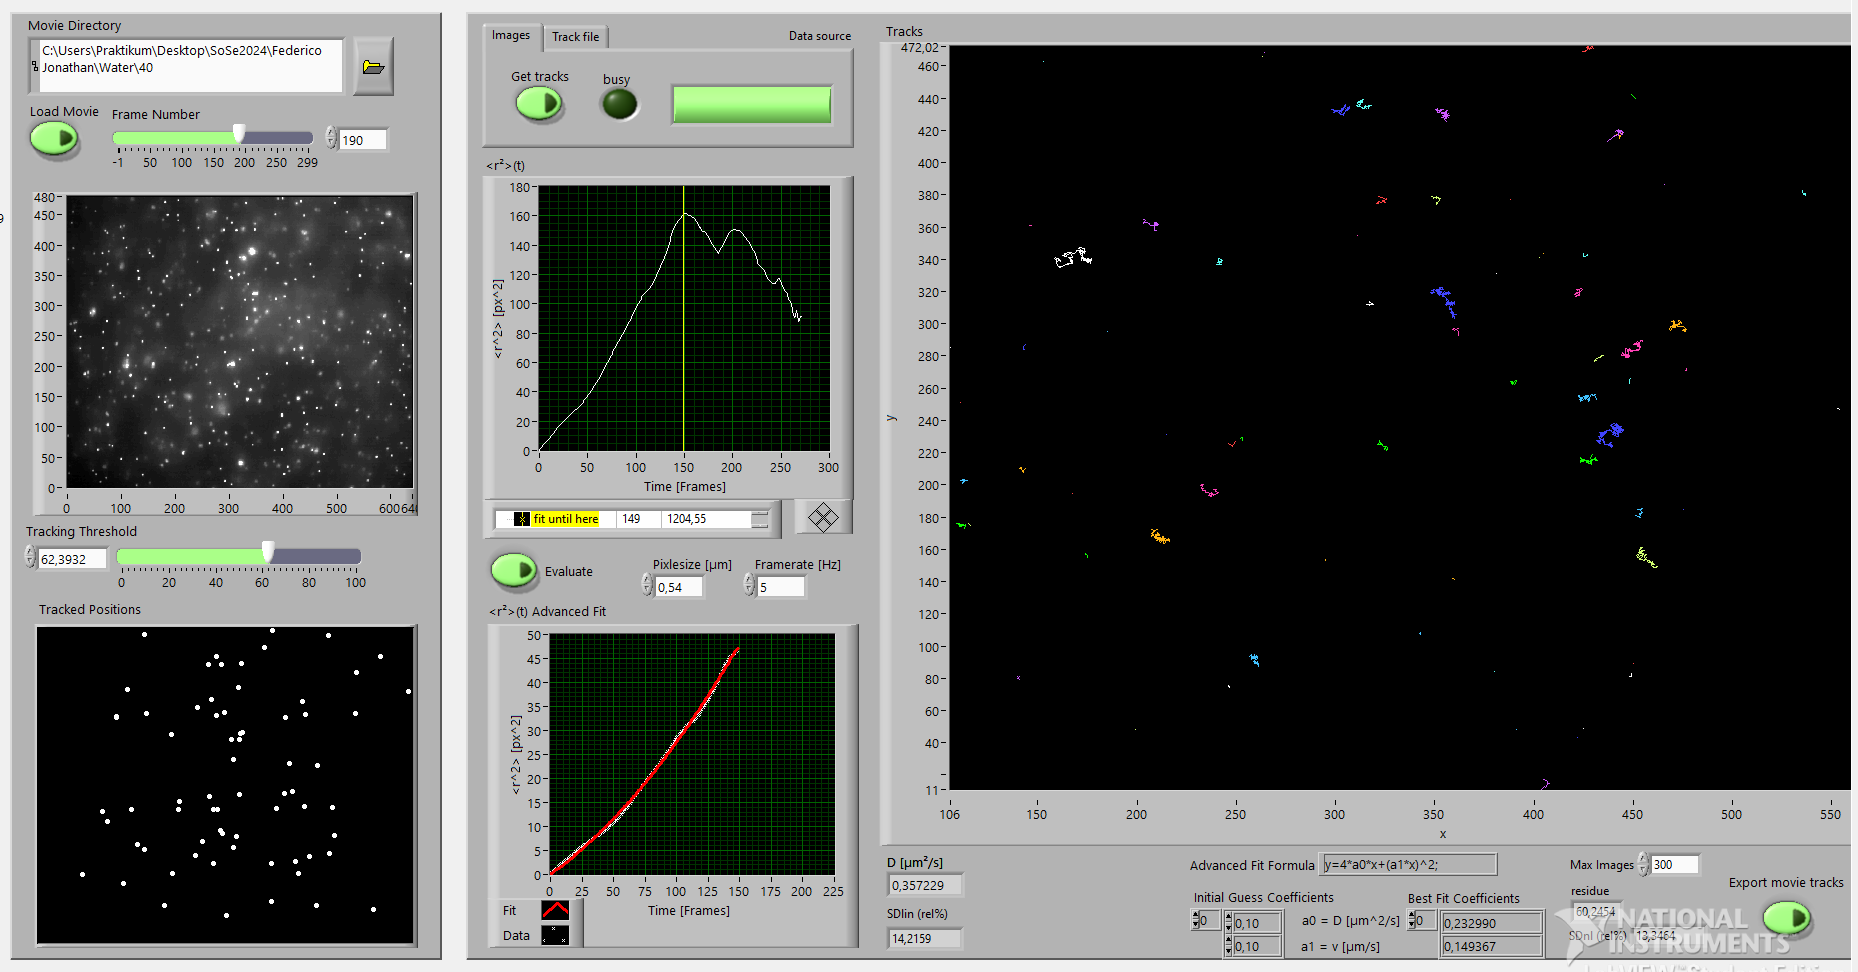 Movie Directory
C:\Users\Praktikum\Desktop\SoSe2024\Federico
Jonathan\Water\40
Load Movie
Frame Number
190
-1 50 100 150 200 250 299
480
450
400
350
300
250
200
150
100
50
0
0 100 200 300 400 500 600
Tracking Threshold
62,3932
0 20 40 60 80 100
Tracked Positions
9
Images
Track file
Data source
Get tracks
busy
<r²>(t)
<r^2> [px^2]
180
160
140
120
100
80
60
40
20
0
0 50 100 150 200 250 300
Time [Frames]
fit until here 149 1204,55
Evaluate
Pixlesize [µm]
0,54
Framerate [Hz]
5
<r²>(t) Advanced Fit
<r^2> [px^2]
50
45
40
35
30
25
20
15
10
5
0
0 25 50 75 100 125 150 175 200 225
Time [Frames]
Fit
Data
Tracks
y
472,02
460
440
420
400
380
360
340
320
300
280
260
240
220
200
180
160
140
120
100
80
60
40
11
106 150 200 250 300 350 400 450 500 550
x
D [µm²/s]
0,357229
SDlin (rel%)
14,2159
Advanced Fit Formula
y=4*a0*x+(a1*x)^2;
Initial Guess Coefficients
0
0,10
0,10
a0 = D [µm^2/s]
a1 = v [µm/s]
Best Fit Coefficients
0
0,232990
0,149367
Max Images
300
residue
60,2454
SDnl (rel%)
13,3464
Export movie tracks
NATIONAL
INSTRUMENTS